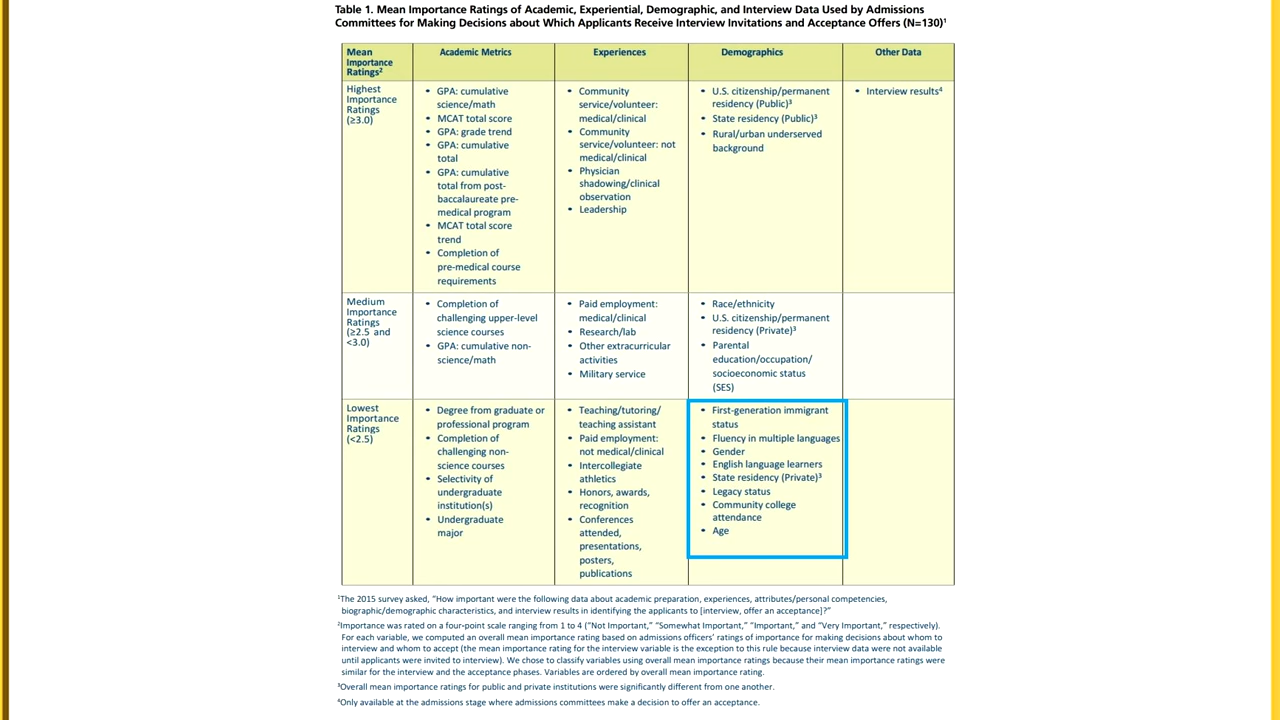 Table 1. Mean Importance Ratings of Academic, Experiential, Demographic, and Interview Data Used by Admissions
Committees for Making Decisions about Which Applicants Receive Interview Invitations and Acceptance Offers (N=130)¹
Mean
Importance
Ratings²
Academic Metrics
Experiences
Demographics
Other Data
Highest
Importance
Ratings
(≥3.0)
• GPA: cumulative
science/math
• MCAT total score
• GPA: grade trend
• GPA: cumulative
total
• GPA: cumulative
total from post-
baccalaureate pre-
medical program
• MCAT total score
trend
• Completion of
pre-medical course
requirements
• Community
service/volunteer:
medical/clinical
• Community
service/volunteer: not
medical/clinical
• Physician
shadowing/clinical
observation
• Leadership
• U.S. citizenship/permanent
residency (Public)³
• State residency (Public)³
• Rural/urban underserved
background
• Interview results⁴
Medium
Importance
Ratings
(≥2.5 and
<3.0)
• Completion of
challenging upper-level
science courses
• GPA: cumulative non-
science/math
• Paid employment:
medical/clinical
• Research/lab
• Other extracurricular
activities
• Military service
• Race/ethnicity
• U.S. citizenship/permanent
residency (Private)³
• Parental
education/occupation/
socioeconomic status
(SES)
Lowest
Importance
Ratings
(<2.5)
• Degree from graduate or
professional program
• Completion of
challenging non-
science courses
• Selectivity of
undergraduate
institution(s)
• Undergraduate
major
• Teaching/tutoring/
teaching assistant
• Paid employment:
not medical/clinical
• Intercollegiate
athletics
• Honors, awards,
recognition
• Conferences
attended,
presentations,
posters,
publications
• First-generation immigrant
status
• Fluency in multiple languages
• Gender
• English language learners
• State residency (Private)³
• Legacy status
• Community college
attendance
• Age
¹The 2015 survey asked, "How important were the following data about academic preparation, experiences, attributes/personal competencies,
biographic/demographic characteristics, and interview results in identifying the applicants to [interview, offer an acceptance]?"
²Importance was rated on a four-point scale ranging from 1 to 4 ("Not Important," "Somewhat Important," "Important," and "Very Important," respectively).
For each variable, we computed an overall mean importance rating based on admissions officers' ratings of importance for making decisions about whom to
interview and whom to accept (the mean importance rating for the interview variable is the exception to this rule because interview data were not available
until applicants were invited to interview). We chose to classify variables using overall mean importance ratings because their mean importance ratings were
similar for the interview and the acceptance phases. Variables are ordered by overall mean importance rating.
³Overall mean importance ratings for public and private institutions were significantly different from one another.
⁴Only available at the admissions stage where admissions committees make a decision to offer an acceptance.